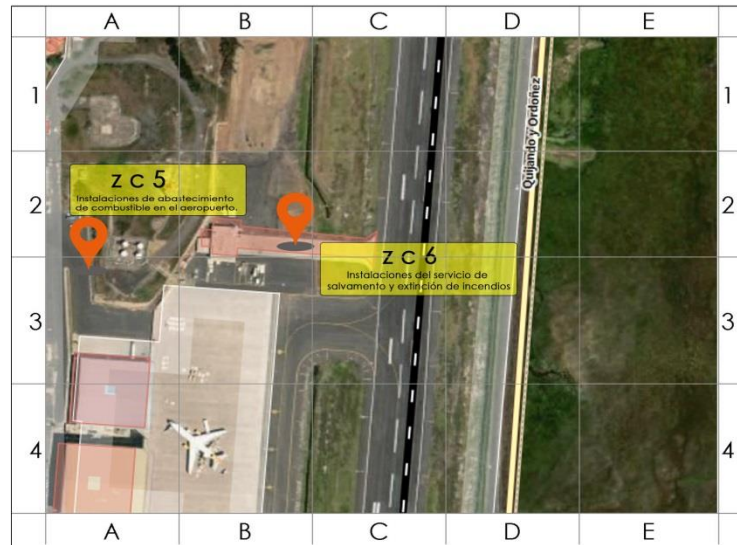 A B C D E
1 1
Quijando y Ordoñez
z c 5
Instalaciones de abastecimiento
de combustible en el aeropuerto.
2 2
z c 6
Instalaciones del servicio de
salvamento y extinción de incendios
3 3
4 4
A B C D E